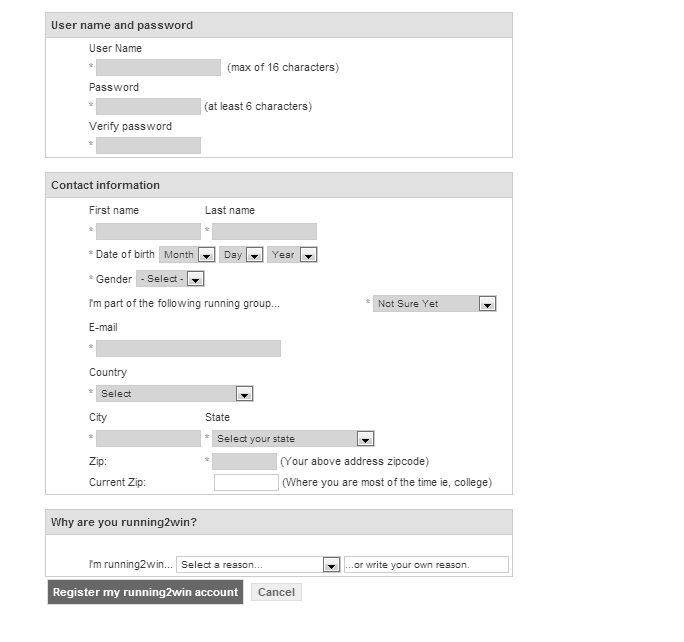 User name and password
User Name
* (max of 16 characters)
Password
* (at least 6 characters)
Verify password
*
Contact information
First name Last name
* *
* Date of birth Month Day Year
* Gender - Select -
I'm part of the following running group... * Not Sure Yet
E-mail
*
Country
* Select
City State
* * Select your state
Zip: * (Your above address zipcode)
Current Zip: (Where you are most of the time ie, college)
Why are you running2win?
I'm running2win... Select a reason... ...or write your own reason.
Register my running2win account Cancel